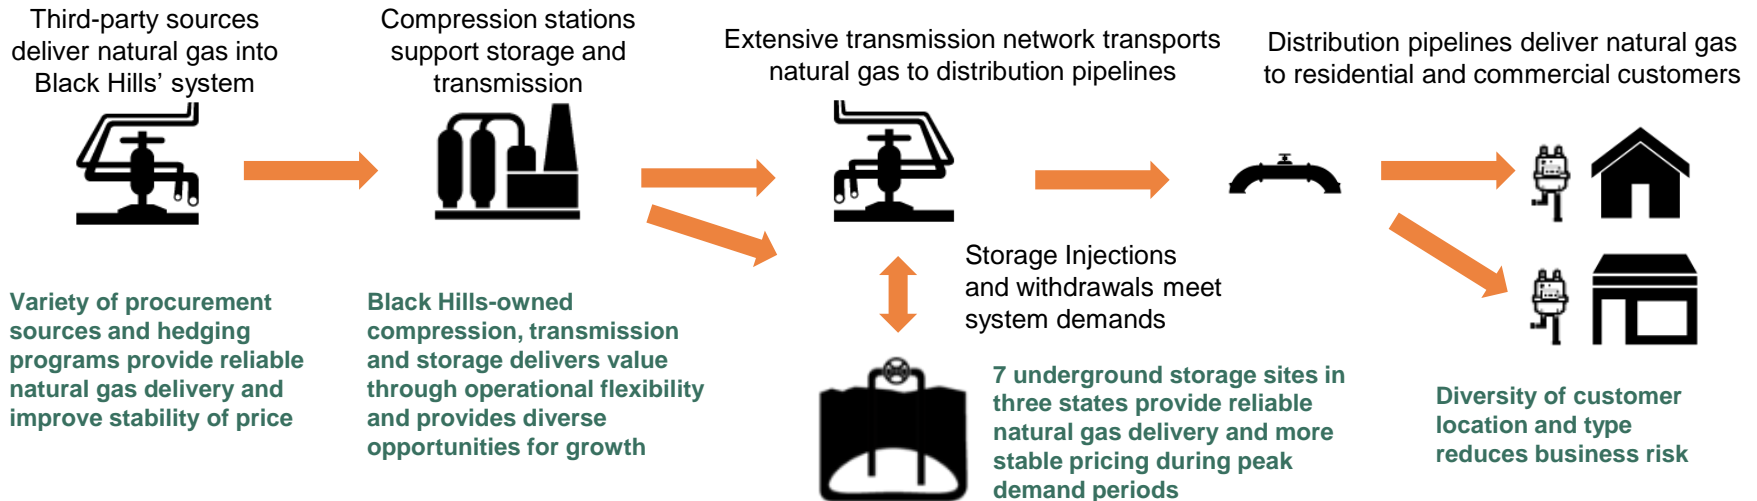 Third-party sources
deliver natural gas into
Black Hills' system
Compression stations
support storage and
transmission
Extensive transmission network transports
natural gas to distribution pipelines
Distribution pipelines deliver natural gas
to residential and commercial customers
Storage Injections
and withdrawals meet
system demands
Variety of procurement
sources and hedging
programs provide reliable
natural gas delivery and
improve stability of price
Black Hills-owned
compression, transmission
and storage delivers value
through operational flexibility
and provides diverse
opportunities for growth
7 underground storage sites in
three states provide reliable
natural gas delivery and more
stable pricing during peak
demand periods
Diversity of customer
location and type
reduces business risk